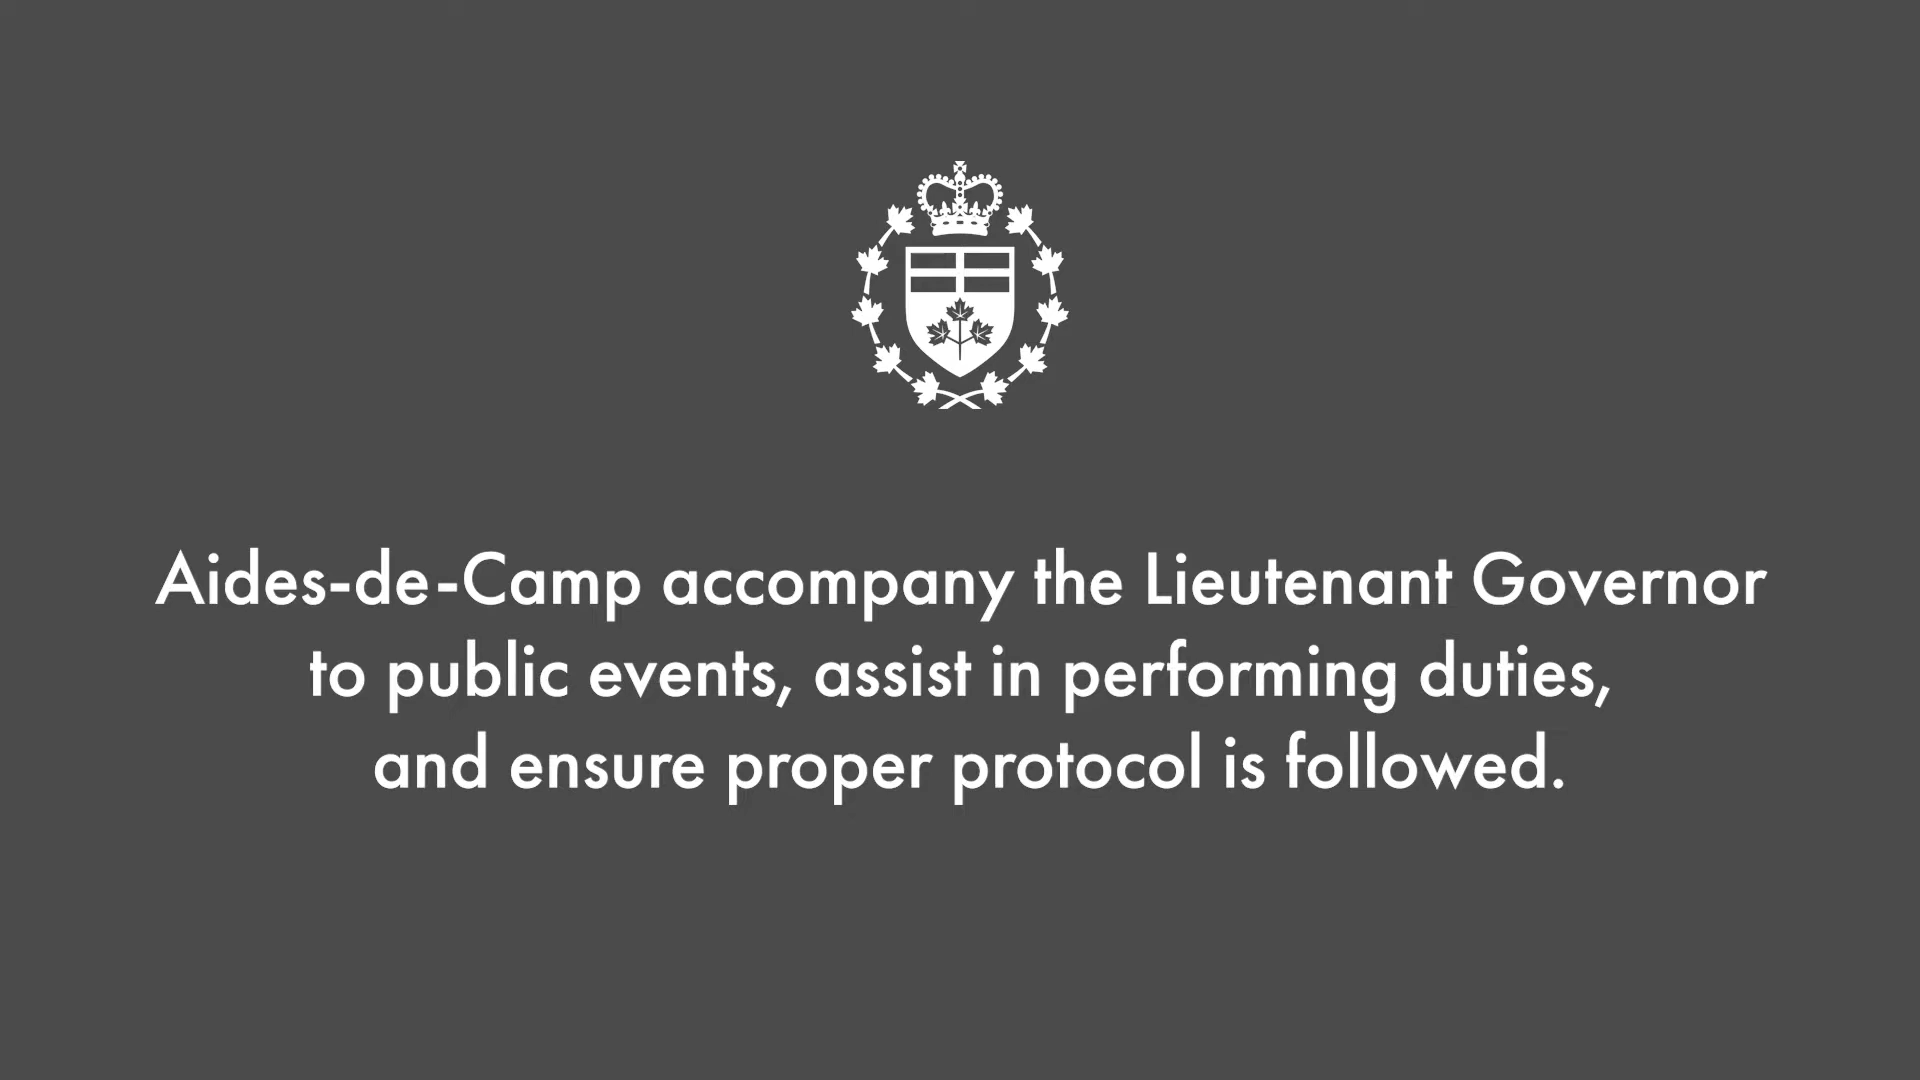 Aides-de-Camp accompany the Lieutenant Governor
to public events, assist in performing duties,
and ensure proper protocol is followed.